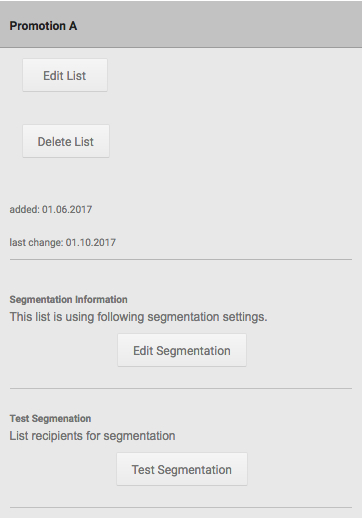 Promotion A
Edit List
Delete List
added: 01.06.2017
last change: 01.10.2017
Segmentation Information
This list is using following segmentation settings.
Edit Segmentation
Test Segmenation
List recipients for segmentation
Test Segmentation